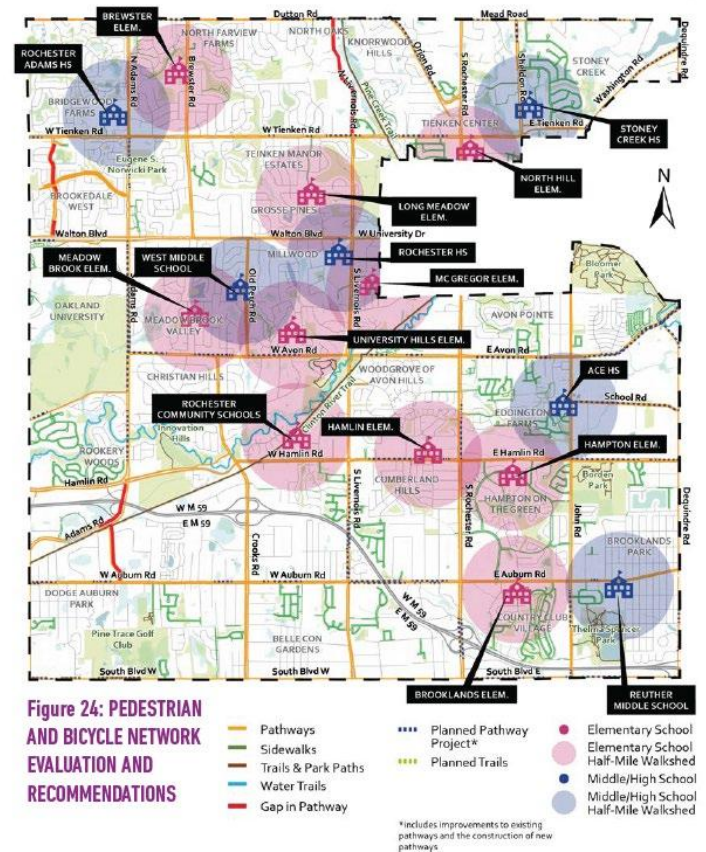 BREWSTER
ELEM.
NORTH FARVIEW
FARMS
Dutton Rd
NORTH OAKS
Mead Road
ROCHESTER
ADAMS HS
N Adams Rd
Brewster Rd
KNORRWOOD
HILLS
Orion Rd
S Rochester Rd
Sheldon Rd
STONEY
CREEK
Washington Rd
Dequindre Rd
N Livernois Rd
BRIDGEWOOD
FARMS
W Tienken Rd
TIENKEN CENTER
E Tienken Rd
STONEY
CREEK HS
Eugene S.
Norwicki Park
TEINKEN MANOR
ESTATES
NORTH HILL
ELEM.
N
BROOKEDALE
WEST
GROSSE PINES
LONG MEADOW
ELEM.
Walton Blvd
Walton Blvd
W University Dr
MEADOW
BROOK ELEM.
WEST MIDDLE
SCHOOL
MILLWOOD
ROCHESTER HS
Old Perch Rd
S Livernois Rd
MCGREGOR ELEM.
Bloomer
Park
OAKLAND
UNIVERSITY
Adams Rd
MEADOWBROOK
VALLEY
AVON POINTE
W Avon Rd
UNIVERSITY HILLS ELEM.
E Avon Rd
CHRISTIAN HILLS
WOODGROVE OF
AVON HILLS
ACE HS
School Rd
ROCHESTER
COMMUNITY SCHOOLS
Clinton River Trail
HAMLIN ELEM.
EDDINGTON
FARMS
Innovation
Hills
W Hamlin Rd
E Hamlin Rd
HAMPTON ELEM.
ROOKERY
WOODS
Hamlin Rd
CUMBERLAND
HILLS
HAMPTON ON
THE GREEN
Borden
Park
S Livernois Rd
S Rochester Rd
John Rd
Dequindre Rd
W M 59
E M 59
Adams Rd
Crooks Rd
BROOKLANDS
PARK
W Auburn Rd
W Auburn Rd
E Auburn Rd
DODGE AUBURN
PARK
W M 59
E M 59
COUNTRY CLUB
VILLAGE
Thelma Spencer
Park
Pine Trace Golf
Club
BELLE CON
GARDENS
South Blvd W
South Blvd W
South Blvd E
BROOKLANDS ELEM.
REUTHER
MIDDLE SCHOOL
Figure 24: PEDESTRIAN
AND BICYCLE NETWORK
EVALUATION AND
RECOMMENDATIONS
Pathways
Sidewalks
Trails & Park Paths
Water Trails
Gap in Pathway
Planned Pathway
Project*
Planned Trails
Elementary School
Elementary School
Half-Mile Walkshed
Middle/High School
Middle/High School
Half-Mile Walkshed
*Includes improvements to existing
pathways and the construction of new
pathways